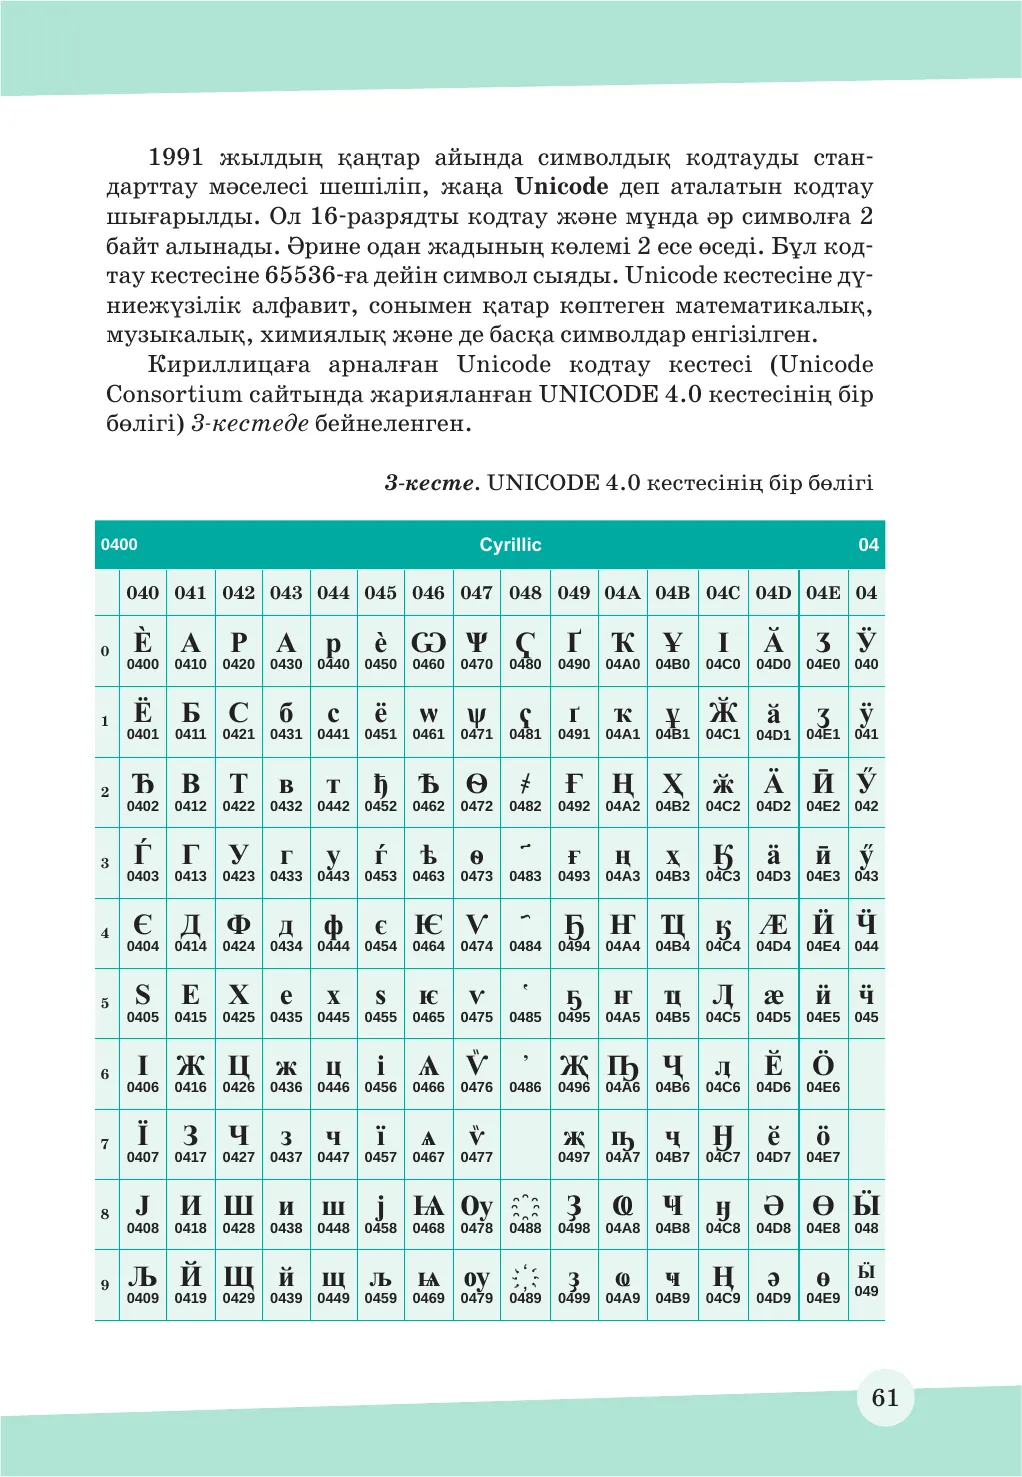 1991 жылдың қаңтар айында символдық кодтауды стан-
дарттау мәселесі шешіліп, жаңа Unicode деп аталатын кодтау
шығарылды. Ол 16-разрядты кодтау және мұнда әр символға 2
байт алынады. Әрине одан жадының көлемі 2 есе өседі. Бұл код-
тау кестесіне 65536-ға дейін символ сыяды. Unicode кестесіне дү-
ниежүзілік алфавит, сонымен қатар көптеген математикалық,
музыкалық, химиялық және де басқа символдар енгізілген.
Кириллицаға арналған Unicode кодтау кестесі (Unicode
Consortium сайтында жарияланған UNICODE 4.0 кестесінің бір
бөлігі) 3-кестеде бейнеленген.
3-кесте. UNICODE 4.0 кестесінің бір бөлігі
0400 Cyrillic 04
040 041 042 043 044 045 046 047 048 049 04A 04B 04C 04D 04E 04
0 Ѐ А Р А р ѐ Ѡ Ѱ Ҁ Ґ Ҡ Ұ І Ӑ Ӡ Ӱ
0400 0410 0420 0430 0440 0450 0460 0470 0480 0490 04A0 04B0 04C0 04D0 04E0 040
1 Ё Б С б с ё ѡ ѱ ҁ ґ ҡ ұ Ӂ ӑ ӡ ӱ
0401 0411 0421 0431 0441 0451 0461 0471 0481 0491 04A1 04B1 04C1 04D1 04E1 041
2 Ђ В Т в т ђ Ѣ Ѳ ҂ Ғ Ң Ҳ ӂ Ӓ Ӣ Ӳ
0402 0412 0422 0432 0442 0452 0462 0472 0482 0492 04A2 04B2 04C2 04D2 04E2 042
3 Ѓ Г У г у ѓ ѣ ѳ ҃ ғ ң ҳ Ӄ ӓ ӣ ӳ
0403 0413 0423 0433 0443 0453 0463 0473 0483 0493 04A3 04B3 04C3 04D3 04E3 043
4 Є Д Ф д ф є Ѥ Ѵ ҄ Ҕ Ҥ Ҵ ӄ Ӕ Ӥ Ӵ
0404 0414 0424 0434 0444 0454 0464 0474 0484 0494 04A4 04B4 04C4 04D4 04E4 044
5 Ѕ Е Х е х ѕ ѥ ѵ ҅ ҕ ҥ ҵ Ӆ ӕ ӥ ӵ
0405 0415 0425 0435 0445 0455 0465 0475 0485 0495 04A5 04B5 04C5 04D5 04E5 045
6 І Ж Ц ж ц і Ѧ Ѷ ҆ Җ Ҧ Ҷ ӆ Ӗ Ӧ
0406 0416 0426 0436 0446 0456 0466 0476 0486 0496 04A6 04B6 04C6 04D6 04E6
7 Ї З Ч з ч ї ѧ ѷ җ ҧ ҷ Ӈ ӗ ӧ
0407 0417 0427 0437 0447 0457 0467 0477 0497 04A7 04B7 04C7 04D7 04E7
8 Ј И Ш и ш ј Ѩ Ѹ ҈ Ҙ Ҩ Ҹ ӈ Ә Ө Ӹ
0408 0418 0428 0438 0448 0458 0468 0478 0488 0498 04A8 04B8 04C8 04D8 04E8 048
9 Љ Й Щ й щ љ ѩ ѹ ҉ ҙ ҩ ҹ Ӊ ә ө ӹ
0409 0419 0429 0439 0449 0459 0469 0479 0489 0499 04A9 04B9 04C9 04D9 04E9 049
61